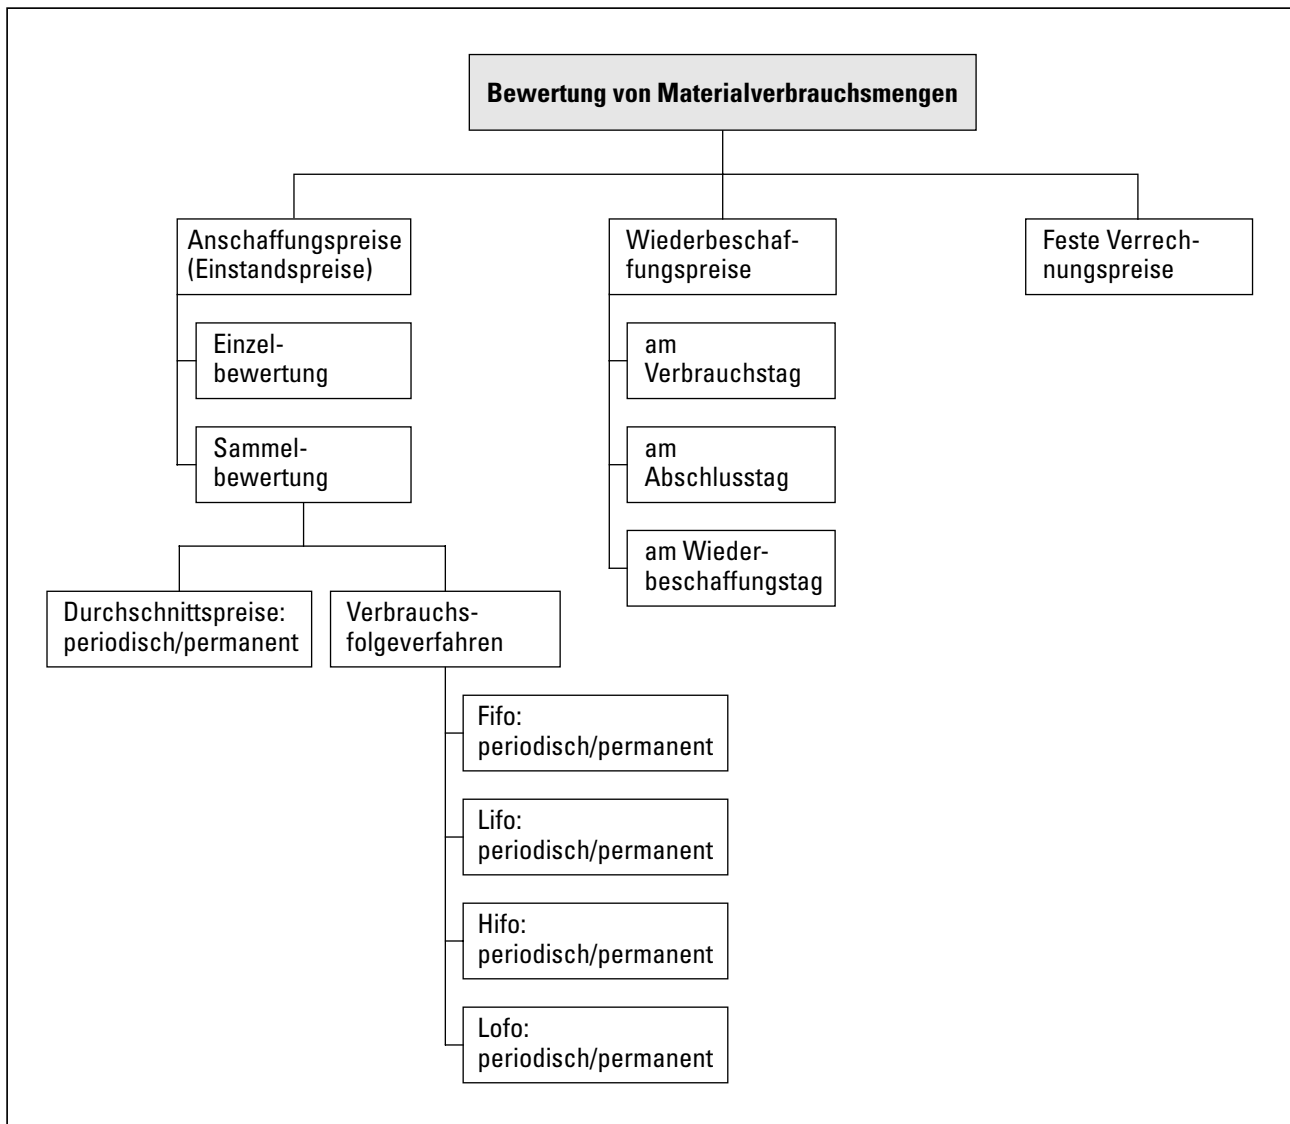 Bewertung von Materialverbrauchsmengen
Anschaffungspreise
(Einstandspreise)
Einzel-
bewertung
Sammel-
bewertung
Durchschnittspreise:
periodisch/permanent
Verbrauchs-
folgeverfahren
Fifo:
periodisch/permanent
Lifo:
periodisch/permanent
Hifo:
periodisch/permanent
Lofo:
periodisch/permanent
Wiederbeschaf-
fungspreise
am
Verbrauchstag
am
Abschlusstag
am Wieder-
beschaffungstag
Feste Verrech-
nungspreise